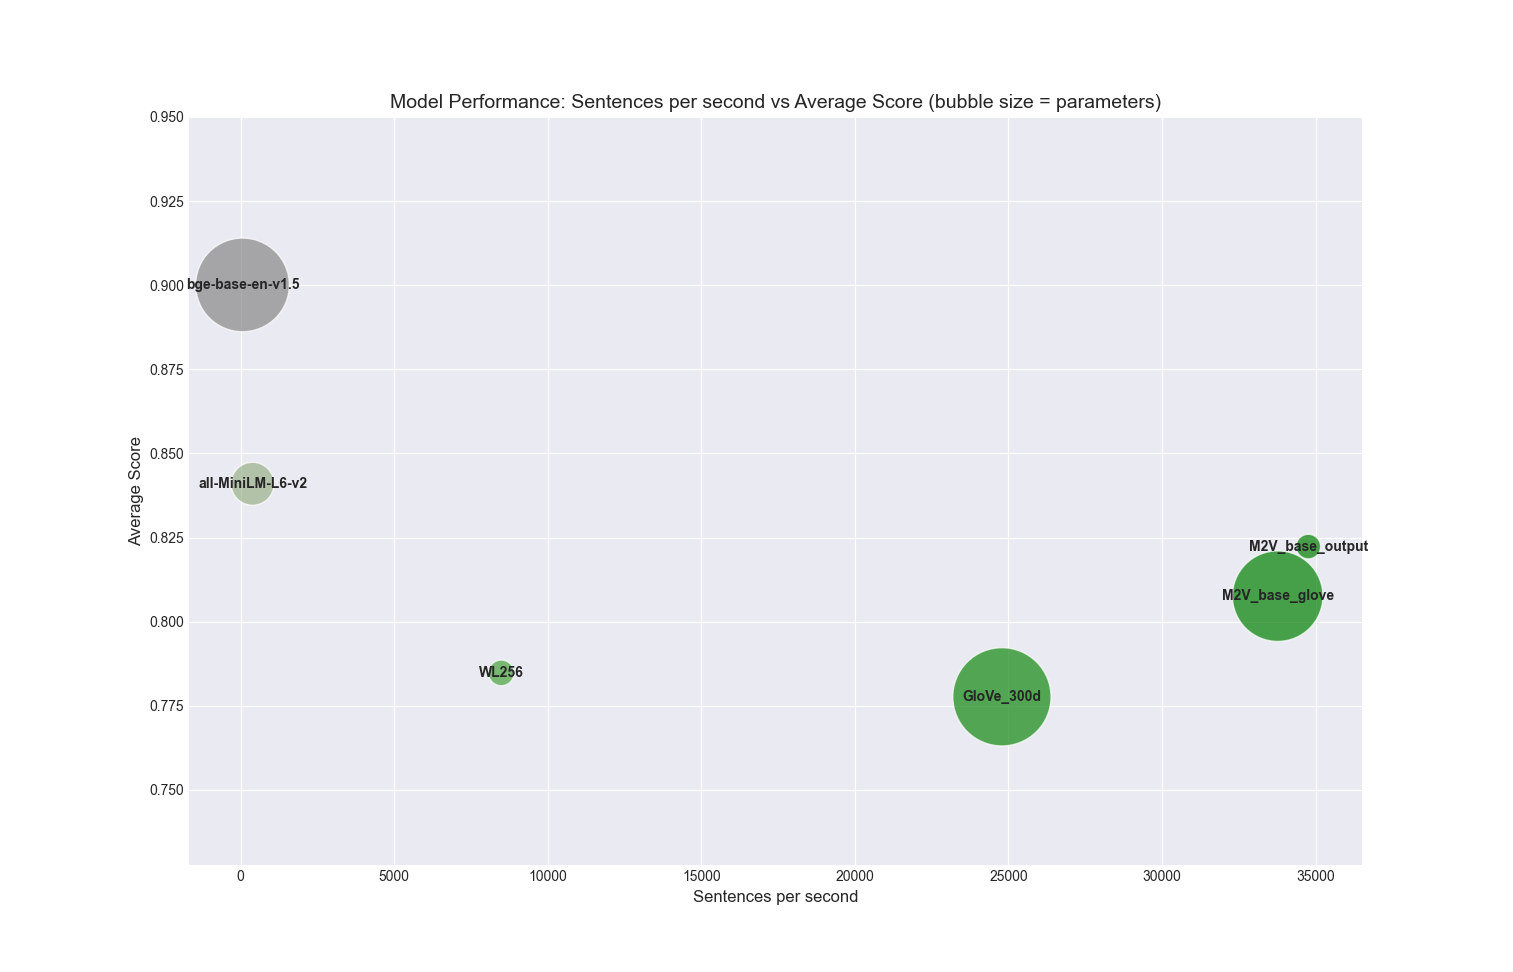 Model Performance: Sentences per second vs Average Score (bubble size = parameters)
0.950
0.925
0.900
0.875
0.850
0.825
0.800
0.775
0.750
Average Score
bge-base-en-v1.5
all-MiniLM-L6-v2
M2V_base_output
M2V_base_glove
WL256
GloVe_300d
0 5000 10000 15000 20000 25000 30000 35000
Sentences per second